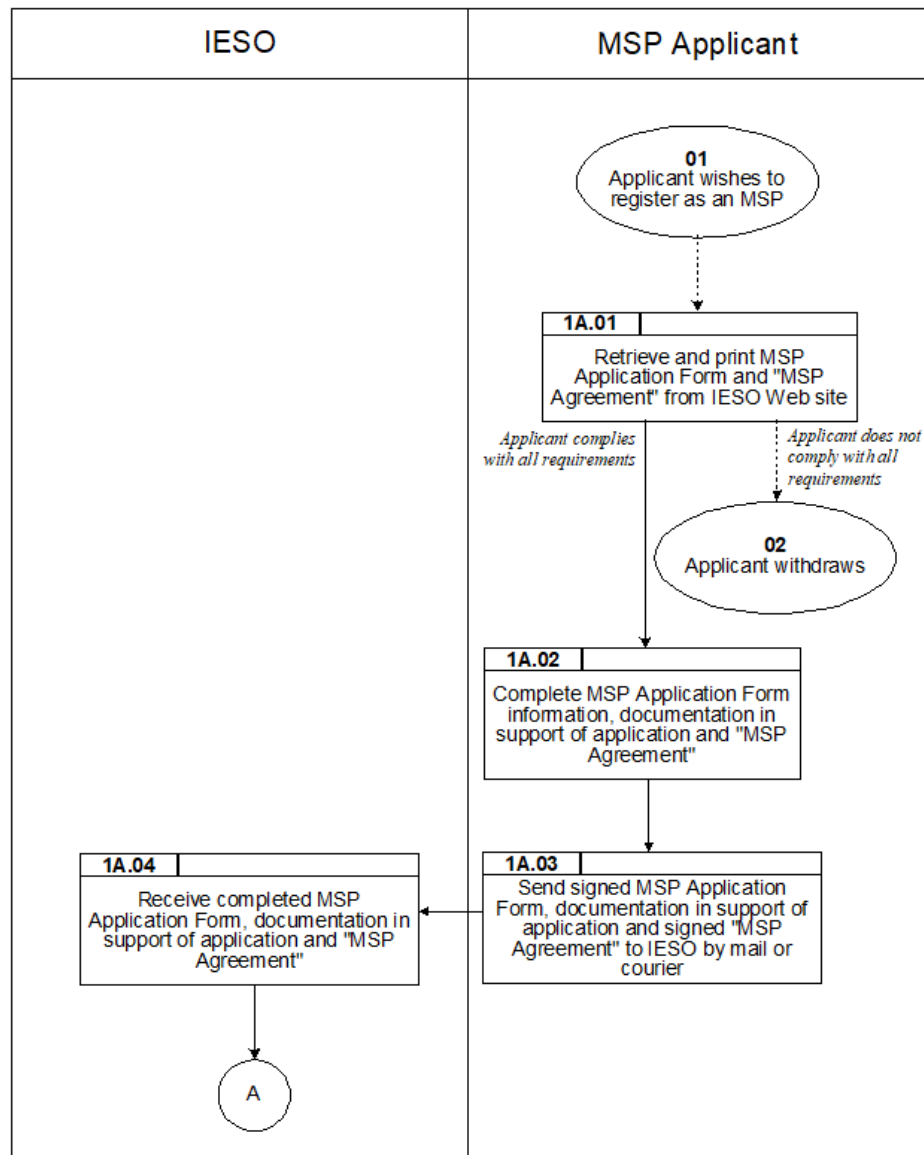 IESO
MSP Applicant
01
Applicant wishes to
register as an MSP
1A.01
Retrieve and print MSP
Application Form and "MSP
Agreement" from IESO Web site
Applicant complies
with all requirements
Applicant does not
comply with all
requirements
02
Applicant withdraws
1A.02
Complete MSP Application Form
information, documentation in
support of application and "MSP
Agreement"
1A.03
Send signed MSP Application
Form, documentation in support of
application and signed "MSP
Agreement" to IESO by mail or
courier
1A.04
Receive completed MSP
Application Form, documentation in
support of application and "MSP
Agreement"
A